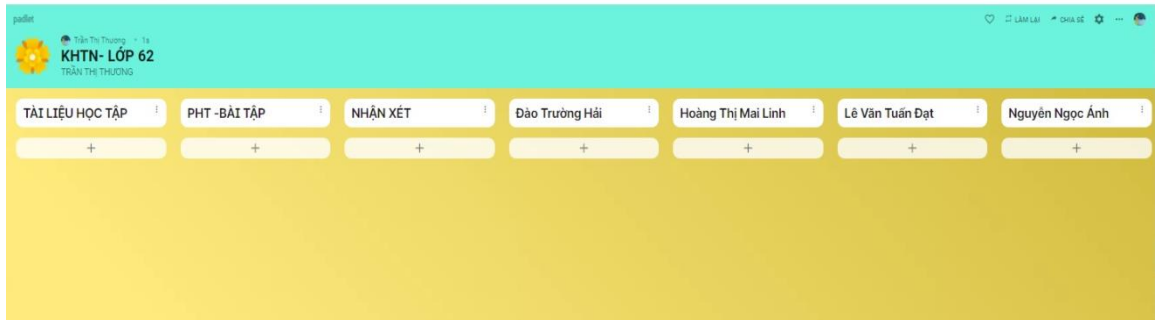 padlet
LÀM LẠI CHIA SẺ
Trần Thị Thương • 1s
KHTN- LỚP 62
TRẦN THỊ THƯƠNG
TÀI LIỆU HỌC TẬP
PHT -BÀI TẬP
NHẬN XÉT
Đào Trường Hải
Hoàng Thị Mai Linh
Lê Văn Tuấn Đạt
Nguyễn Ngọc Ánh